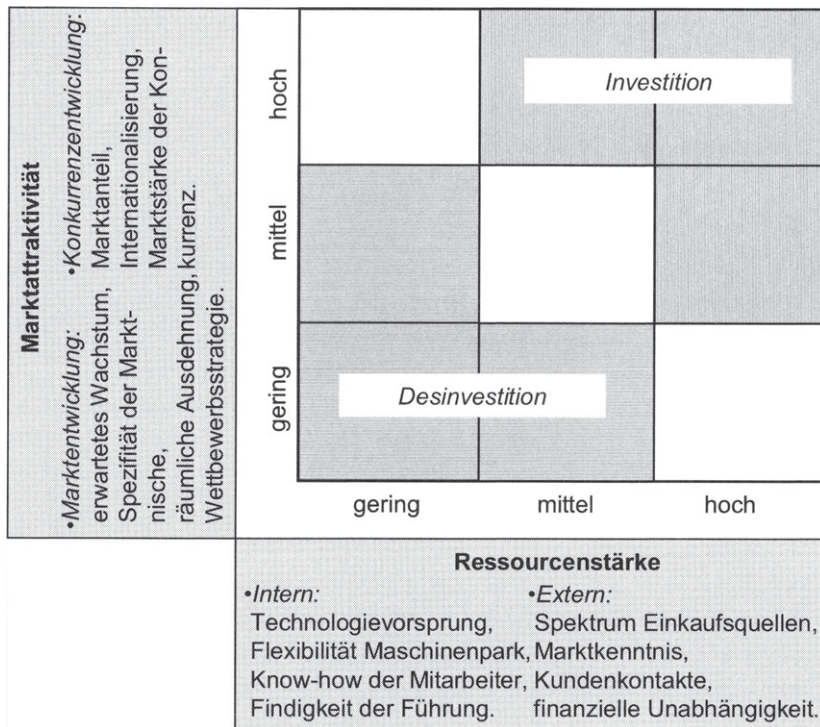 Marktattraktivität
•Marktentwicklung:
erwartetes Wachstum,
Spezifität der Markt-
nische,
räumliche Ausdehnung,
Wettbewerbsstrategie.
•Konkurrenzentwicklung:
Marktanteil,
Internationalisierung,
Marktstärke der Kon-
kurrenz.
hoch
mittel
gering
Investition
Desinvestition
gering mittel hoch
Ressourcenstärke
•Intern:
Technologievorsprung,
Flexibilität Maschinenpark,
Know-how der Mitarbeiter,
Findigkeit der Führung.
•Extern:
Spektrum Einkaufsquellen,
Marktkenntnis,
Kundenkontakte,
finanzielle Unabhängigkeit.